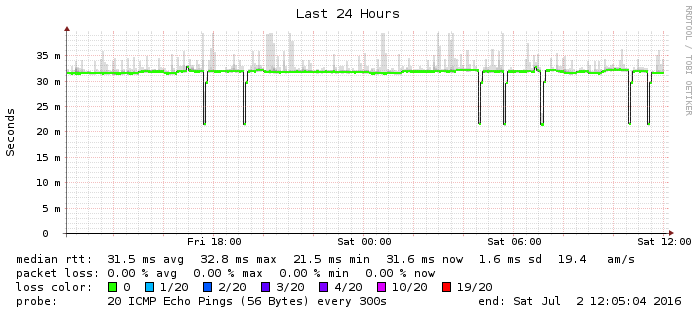 Last 24 Hours
RRDTOOL / TOBI OETIKER
Seconds
35 m
30 m
25 m
20 m
15 m
10 m
5 m
0
Fri 18:00 Sat 00:00 Sat 06:00 Sat 12:00
median rtt: 31.5 ms avg 32.8 ms max 21.5 ms min 31.6 ms now 1.6 ms sd 19.4 am/s
packet loss: 0.00 % avg 0.00 % max 0.00 % min 0.00 % now
loss color: 0 1/20 2/20 3/20 4/20 10/20 19/20
probe: 20 ICMP Echo Pings (56 Bytes) every 300s end: Sat Jul 2 12:05:04 2016